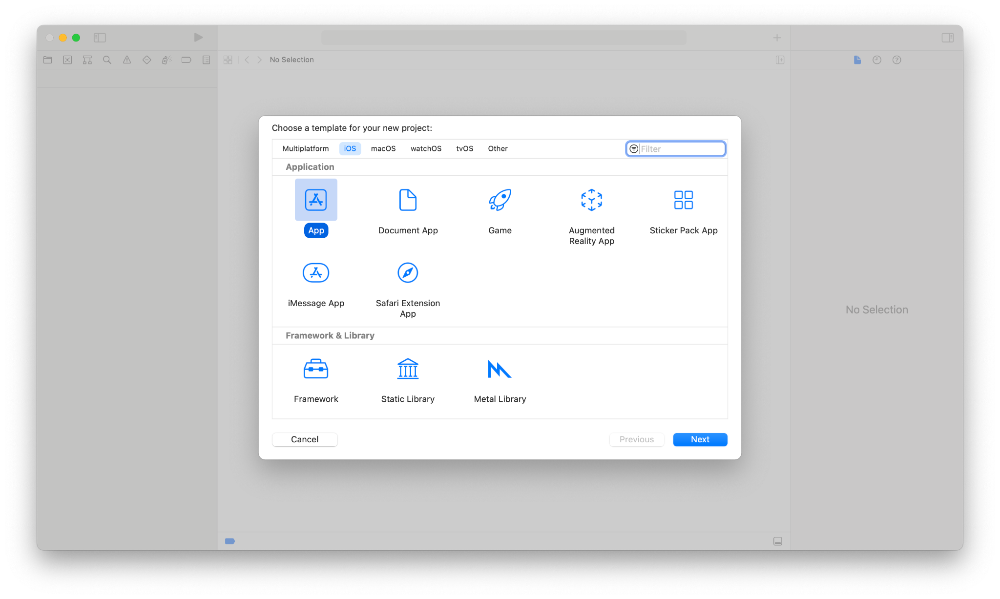 No Selection
Choose a template for your new project:
Multiplatform iOS macOS watchOS tvOS Other Filter
Application
App Document App Game Augmented Reality App Sticker Pack App
iMessage App Safari Extension App
Framework & Library
Framework Static Library Metal Library
Cancel Previous Next
No Selection